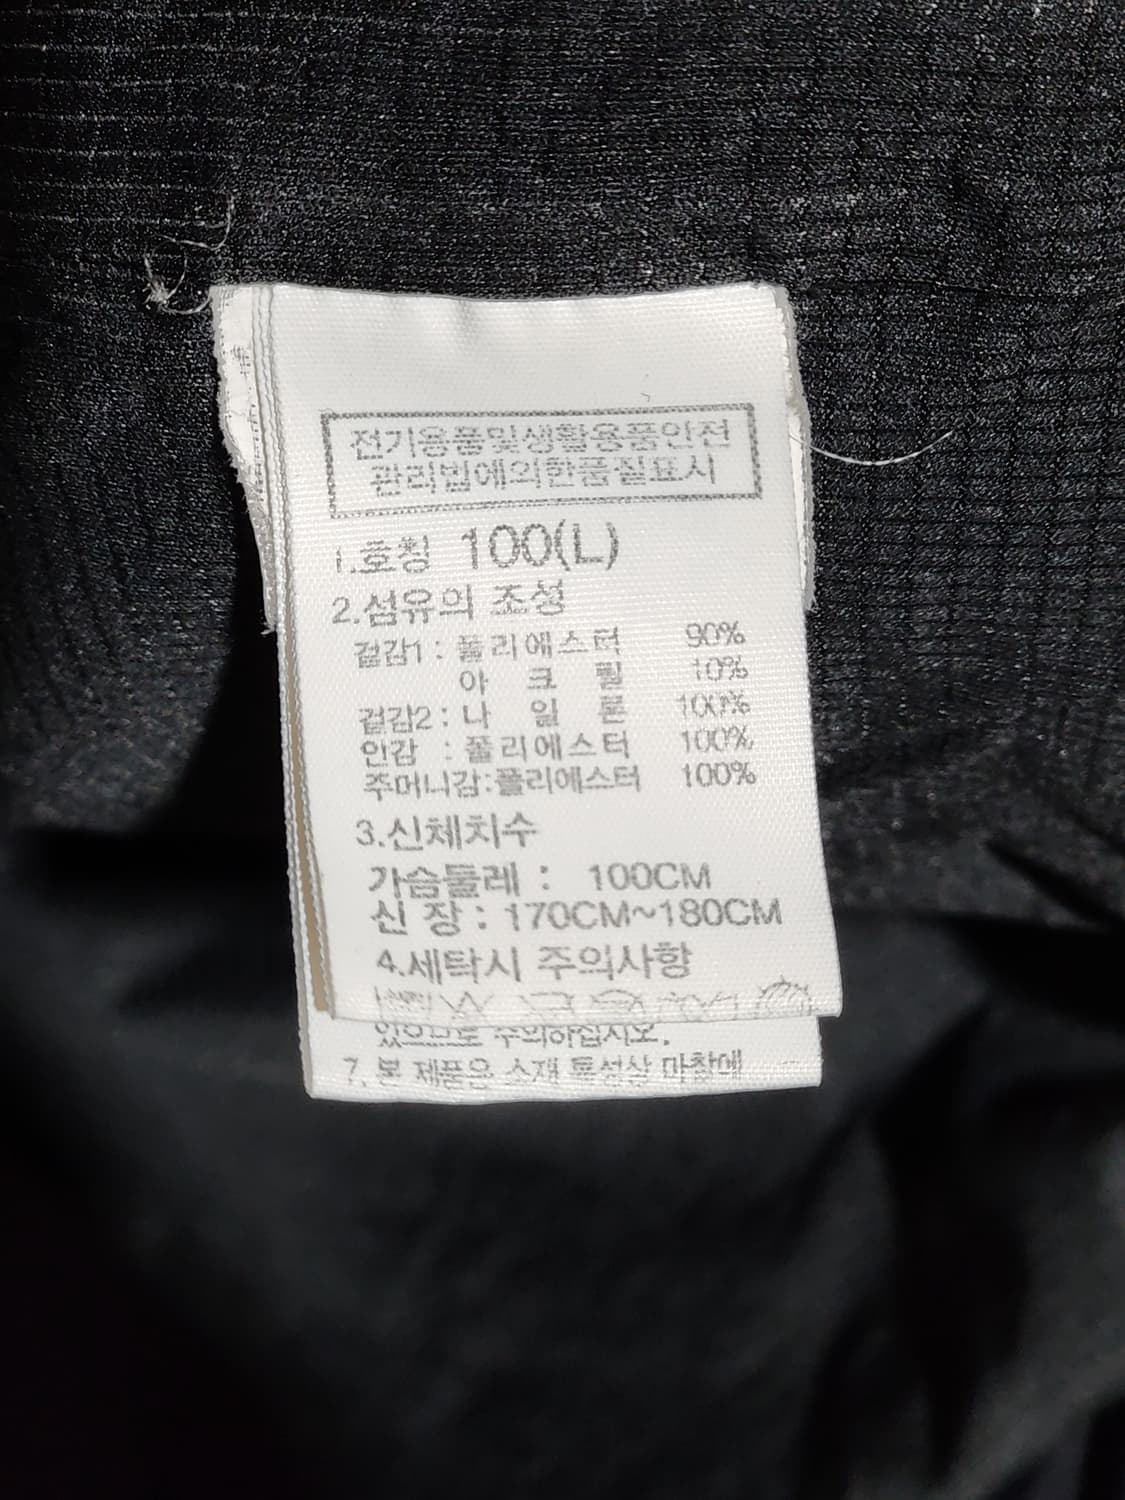 전기용품및생활용품안전
관리법에의한품질표시
1.호칭 100(L)
2.섬유의 조성
겉감1 : 폴리에스터 90%
아 크 릴 10%
겉감2 : 나 일 론 100%
안감 : 폴리에스터 100%
주머니감:폴리에스터 100%
3.신체치수
가슴둘레 : 100CM
신 장 : 170CM~180CM
4.세탁시 주의사항
있으므로 주의하십시오.
7. 본 제품은 소재 특성상 마찰에